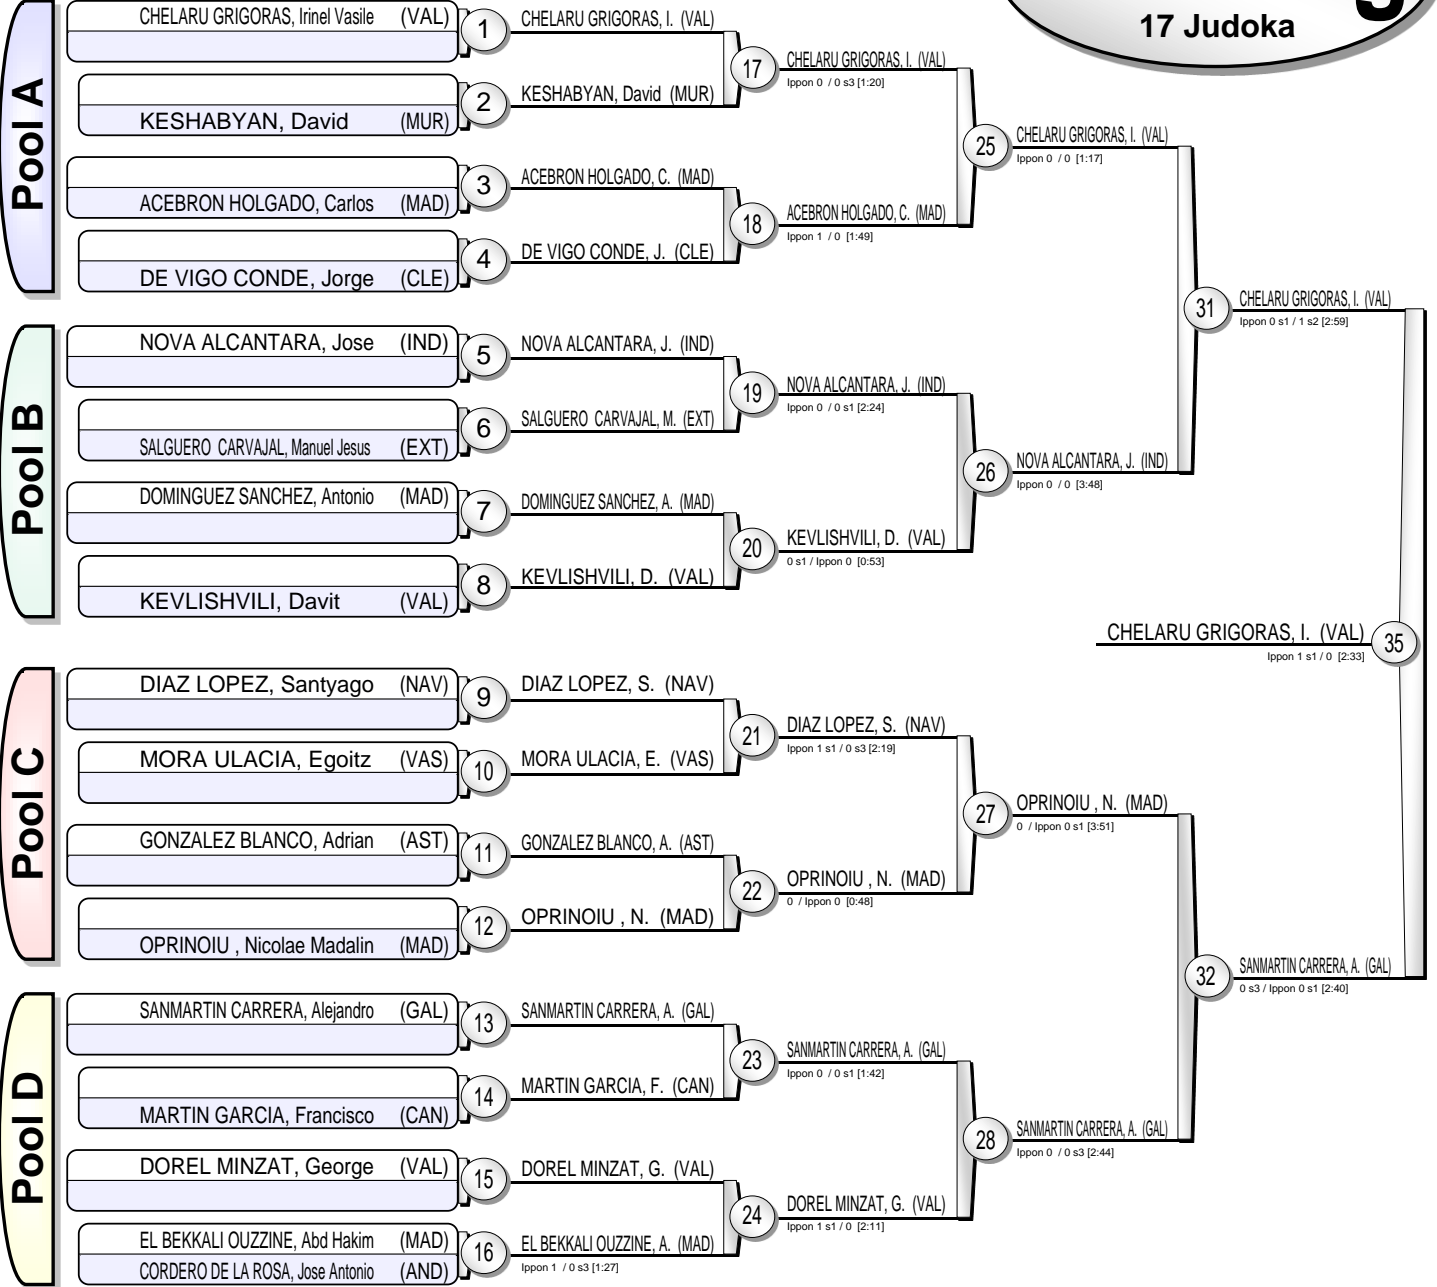 17 Judoka
Pool A
CHELARU GRIGORAS, Irinel Vasile (VAL)
1
KESHABYAN, David (MUR)
2
ACEBRON HOLGADO, Carlos (MAD)
3
DE VIGO CONDE, Jorge (CLE)
4
Pool B
NOVA ALCANTARA, Jose (IND)
5
SALGUERO CARVAJAL, Manuel Jesus (EXT)
6
DOMINGUEZ SANCHEZ, Antonio (MAD)
7
KEVLISHVILI, Davit (VAL)
8
Pool C
DIAZ LOPEZ, Santyago (NAV)
9
MORA ULACIA, Egoitz (VAS)
10
GONZALEZ BLANCO, Adrian (AST)
11
OPRINOIU , Nicolae Madalin (MAD)
12
Pool D
SANMARTIN CARRERA, Alejandro (GAL)
13
MARTIN GARCIA, Francisco (CAN)
14
DOREL MINZAT, George (VAL)
15
EL BEKKALI OUZZINE, Abd Hakim (MAD)
CORDERO DE LA ROSA, Jose Antonio (AND)
16
CHELARU GRIGORAS, I. (VAL)
KESHABYAN, David (MUR)
17
ACEBRON HOLGADO, C. (MAD)
DE VIGO CONDE, J. (CLE)
18
NOVA ALCANTARA, J. (IND)
SALGUERO CARVAJAL, M. (EXT)
19
DOMINGUEZ SANCHEZ, A. (MAD)
KEVLISHVILI, D. (VAL)
20
DIAZ LOPEZ, S. (NAV)
MORA ULACIA, E. (VAS)
21
GONZALEZ BLANCO, A. (AST)
OPRINOIU , N. (MAD)
22
SANMARTIN CARRERA, A. (GAL)
MARTIN GARCIA, F. (CAN)
23
DOREL MINZAT, G. (VAL)
EL BEKKALI OUZZINE, A. (MAD)
Ippon 1 / 0 s3 [1:27]
24
CHELARU GRIGORAS, I. (VAL)
Ippon 0 / 0 s3 [1:20]
ACEBRON HOLGADO, C. (MAD)
Ippon 1 / 0 [1:49]
25
NOVA ALCANTARA, J. (IND)
Ippon 0 / 0 s1 [2:24]
KEVLISHVILI, D. (VAL)
0 s1 / Ippon 0 [0:53]
26
DIAZ LOPEZ, S. (NAV)
Ippon 1 s1 / 0 s3 [2:19]
OPRINOIU , N. (MAD)
0 / Ippon 0 [0:48]
27
SANMARTIN CARRERA, A. (GAL)
Ippon 0 / 0 s1 [1:42]
DOREL MINZAT, G. (VAL)
Ippon 1 s1 / 0 [2:11]
28
CHELARU GRIGORAS, I. (VAL)
Ippon 0 / 0 [1:17]
NOVA ALCANTARA, J. (IND)
Ippon 0 / 0 [3:48]
31
OPRINOIU , N. (MAD)
0 / Ippon 0 s1 [3:51]
SANMARTIN CARRERA, A. (GAL)
Ippon 0 / 0 s3 [2:44]
32
CHELARU GRIGORAS, I. (VAL)
Ippon 0 s1 / 1 s2 [2:59]
SANMARTIN CARRERA, A. (GAL)
0 s3 / Ippon 0 s1 [2:40]
CHELARU GRIGORAS, I. (VAL)
Ippon 1 s1 / 0 [2:33]
35